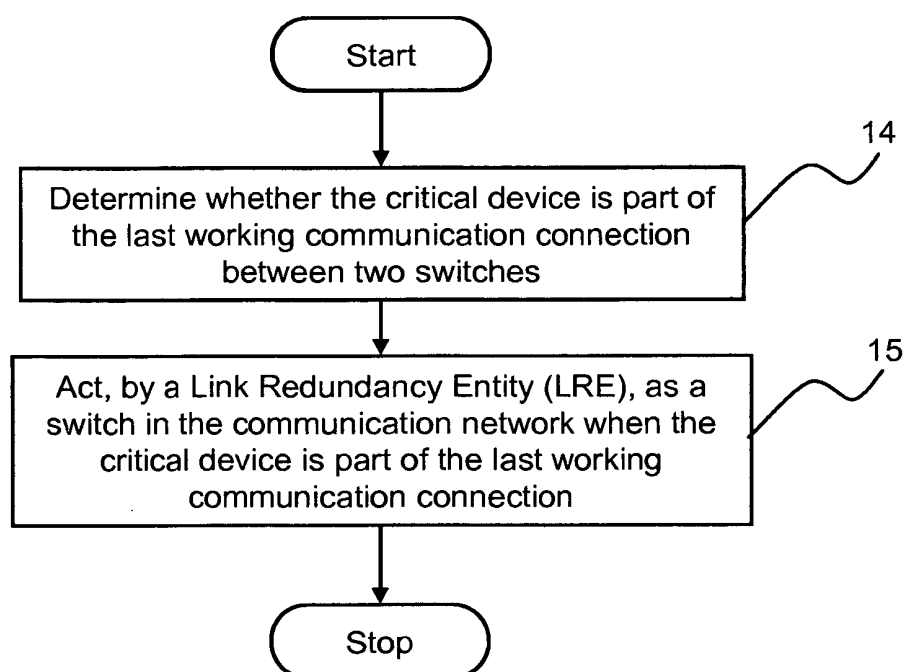 Start
14
Determine whether the critical device is part of
the last working communication connection
between two switches
15
Act, by a Link Redundancy Entity (LRE), as a
switch in the communication network when the
critical device is part of the last working
communication connection
Stop